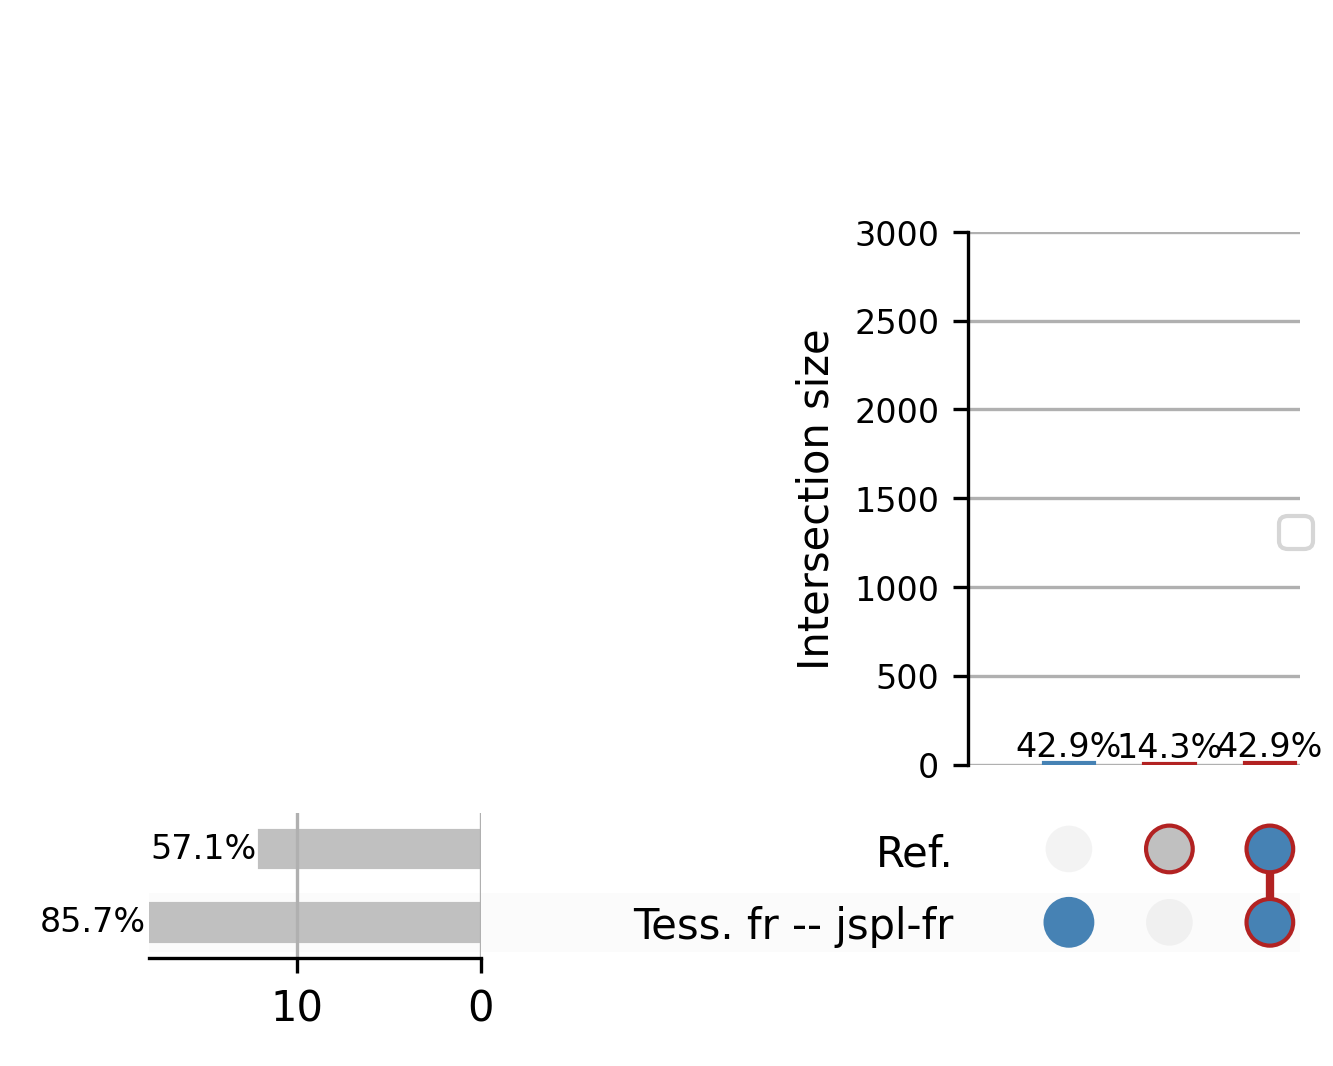 3000
2500
2000
1500
1000
500
0
Intersection size
42.9% 14.3% 42.9%
57.1%
Ref.
85.7%
Tess. fr -- jspl-fr
10 0